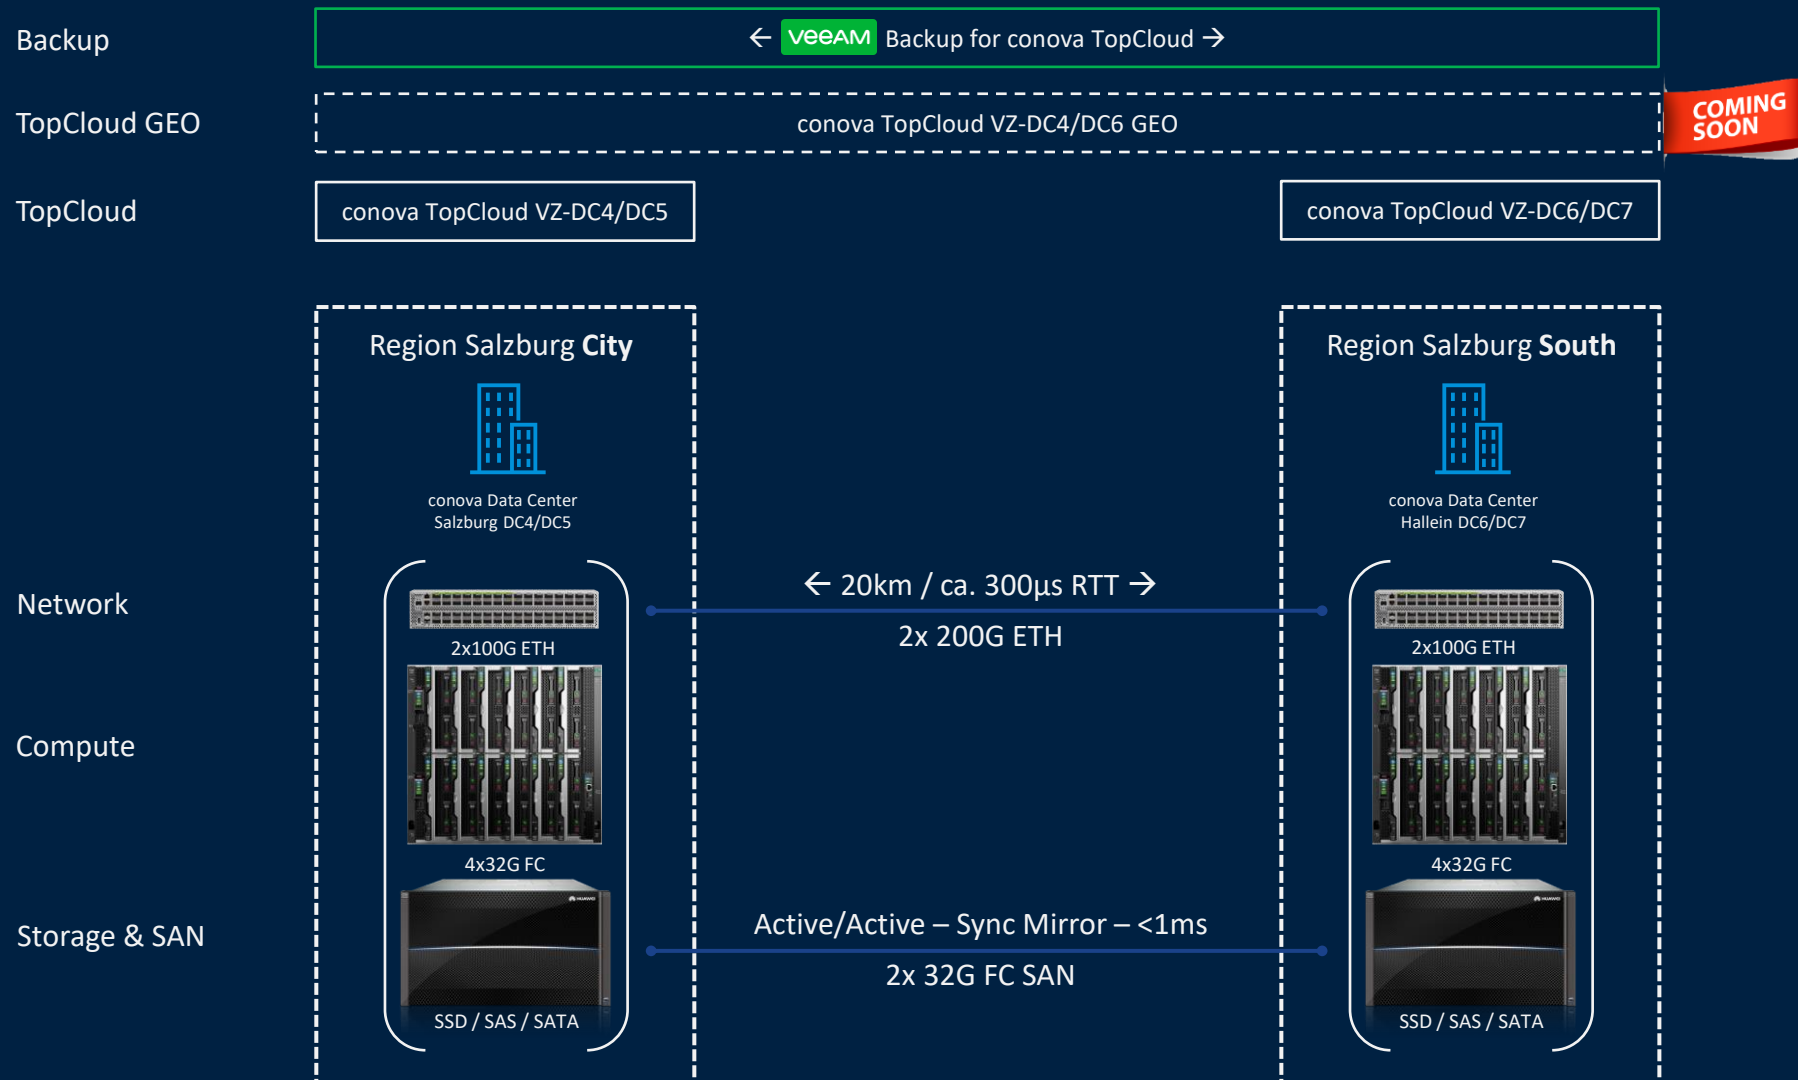 Backup
← veeAM Backup for conova TopCloud →
TopCloud GEO
conova TopCloud VZ-DC4/DC6 GEO
COMING
SOON
TopCloud
conova TopCloud VZ-DC4/DC5
conova TopCloud VZ-DC6/DC7
Region Salzburg City
Region Salzburg South
conova Data Center
Salzburg DC4/DC5
conova Data Center
Hallein DC6/DC7
Network
← 20km / ca. 300µs RTT →
2x 200G ETH
2x100G ETH
2x100G ETH
Compute
4x32G FC
4x32G FC
Storage & SAN
HUAWEI
HUAWEI
Active/Active – Sync Mirror – <1ms
2x 32G FC SAN
SSD / SAS / SATA
SSD / SAS / SATA